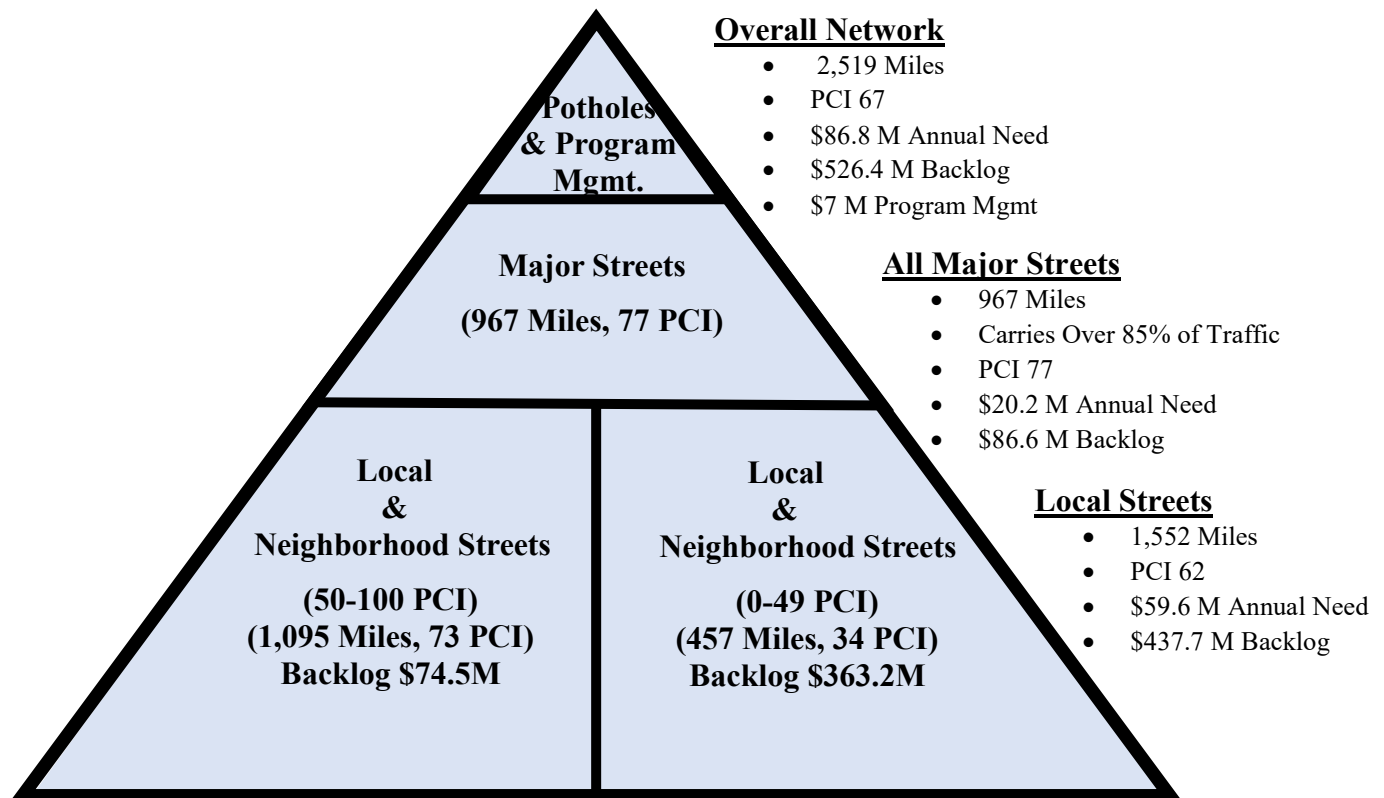 Potholes
& Program
Mgmt.
Major Streets
(967 Miles, 77 PCI)
Local
&
Neighborhood Streets
(50-100 PCI)
(1,095 Miles, 73 PCI)
Backlog $74.5M
Local
&
Neighborhood Streets
(0-49 PCI)
(457 Miles, 34 PCI)
Backlog $363.2M
Overall Network
• 2,519 Miles
• PCI 67
• $86.8 M Annual Need
• $526.4 M Backlog
• $7 M Program Mgmt
All Major Streets
• 967 Miles
• Carries Over 85% of Traffic
• PCI 77
• $20.2 M Annual Need
• $86.6 M Backlog
Local Streets
• 1,552 Miles
• PCI 62
• $59.6 M Annual Need
• $437.7 M Backlog